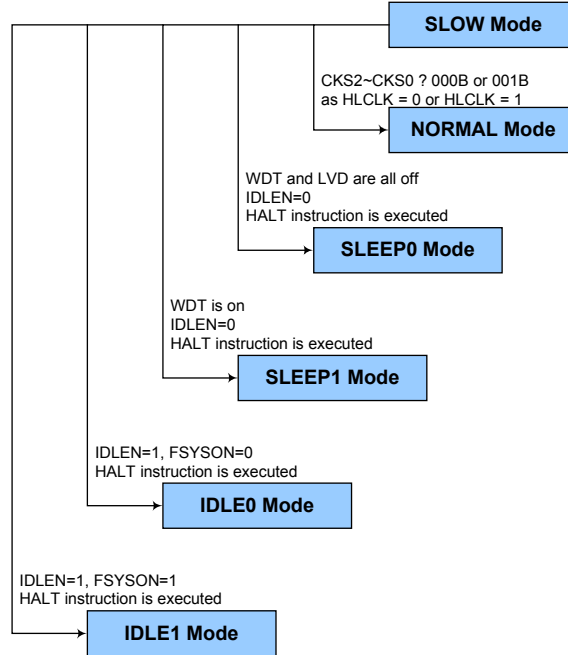 SLOW Mode
CKS2~CKS0 ? 000B or 001B
as HLCLK = 0 or HLCLK = 1
NORMAL Mode
WDT and LVD are all off
IDLEN=0
HALT instruction is executed
SLEEP0 Mode
WDT is on
IDLEN=0
HALT instruction is executed
SLEEP1 Mode
IDLEN=1, FSYSON=0
HALT instruction is executed
IDLE0 Mode
IDLEN=1, FSYSON=1
HALT instruction is executed
IDLE1 Mode